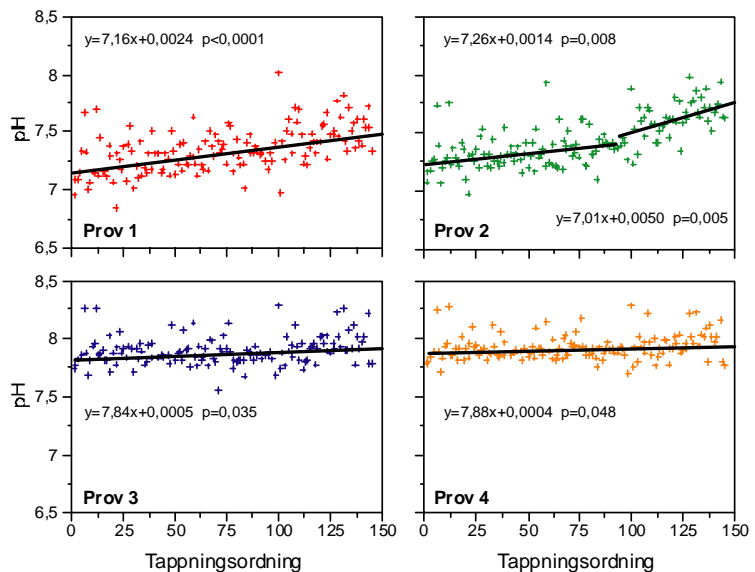 8,5
8
7,5
7
6,5
pH
y=7,16x+0,0024 p<0,0001
Prov 1
y=7,26x+0,0014 p=0,008
y=7,01x+0,0050 p=0,005
Prov 2
8,5
8
7,5
7
6,5
pH
y=7,84x+0,0005 p=0,035
Prov 3
y=7,88x+0,0004 p=0,048
Prov 4
0 25 50 75 100 125 150
0 25 50 75 100 125 150
Tappningsordning
Tappningsordning